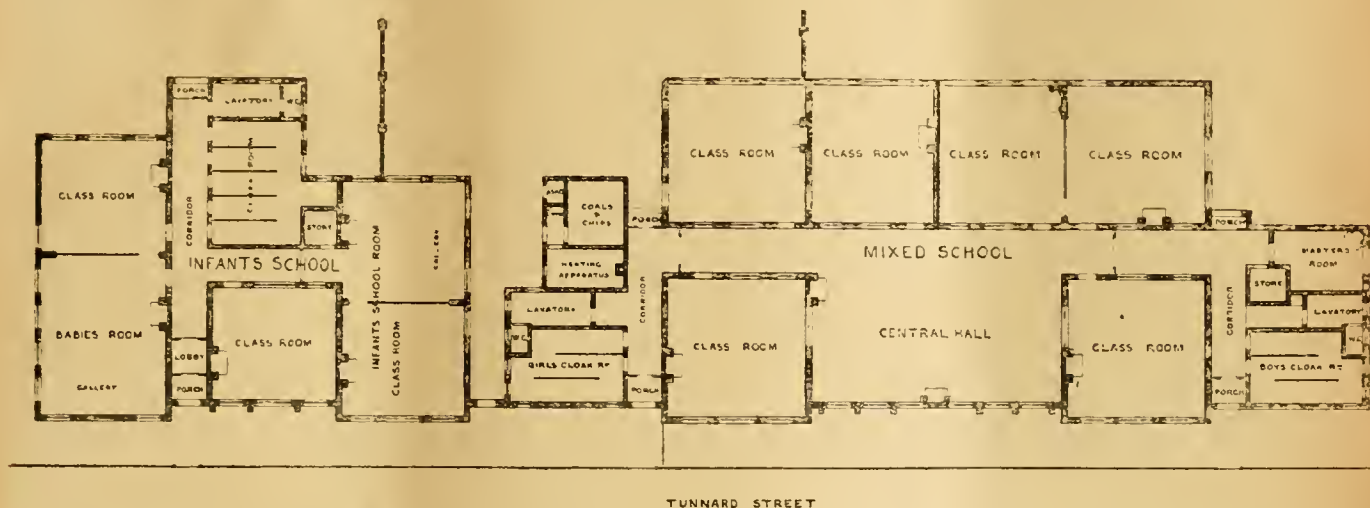 PORCH
LAVATORY
W.C.
CLASS ROOM
CORRIDOR
CLOAK ROOM
STORE
INFANTS SCHOOL
INFANTS SCHOOL ROOM
GALLERY
BABIES ROOM
GALLERY
LOBBY
PORCH
CLASS ROOM
CLASS ROOM
COALS
&
CHIPS
HEATING
APPARATUS
LAVATORY
W.C.
GIRLS CLOAK RM
PORCH
CORRIDOR
PORCH
CLASS ROOM
CLASS ROOM
CLASS ROOM
CLASS ROOM
MIXED SCHOOL
CLASS ROOM
CENTRAL HALL
CLASS ROOM
PORCH
MASTERS
ROOM
STORE
CORRIDOR
LAVATORY
W.C.
BOYS CLOAK RM
PORCH
TUNNARD STREET